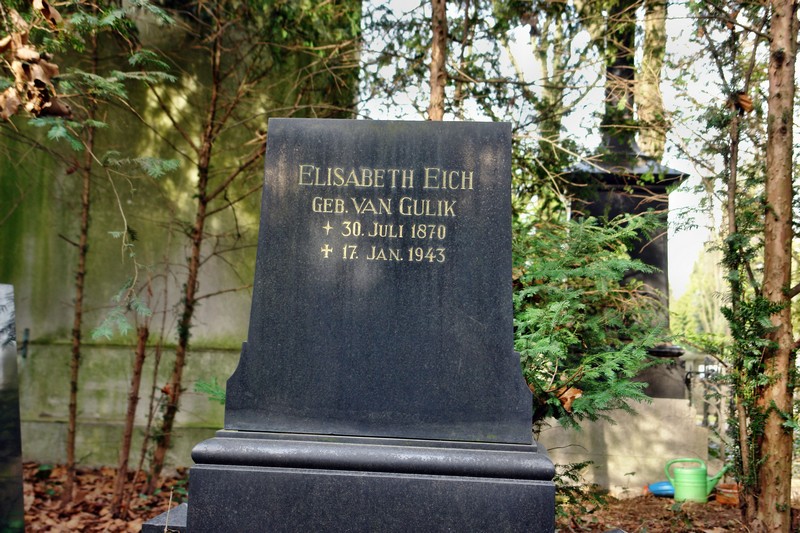 ELISABETH EICH
GEB. VAN GULIK
30. JULI 1870
17. JAN. 1943